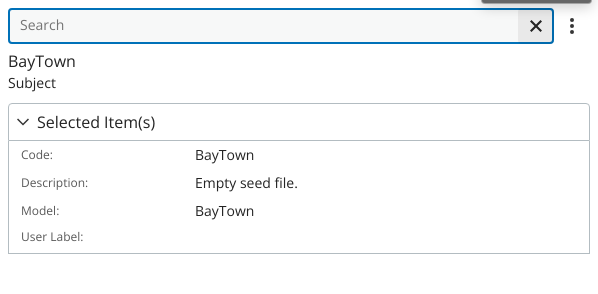 Search
BayTown
Subject
Selected Item(s)
Code: BayTown
Description: Empty seed file.
Model: BayTown
User Label: